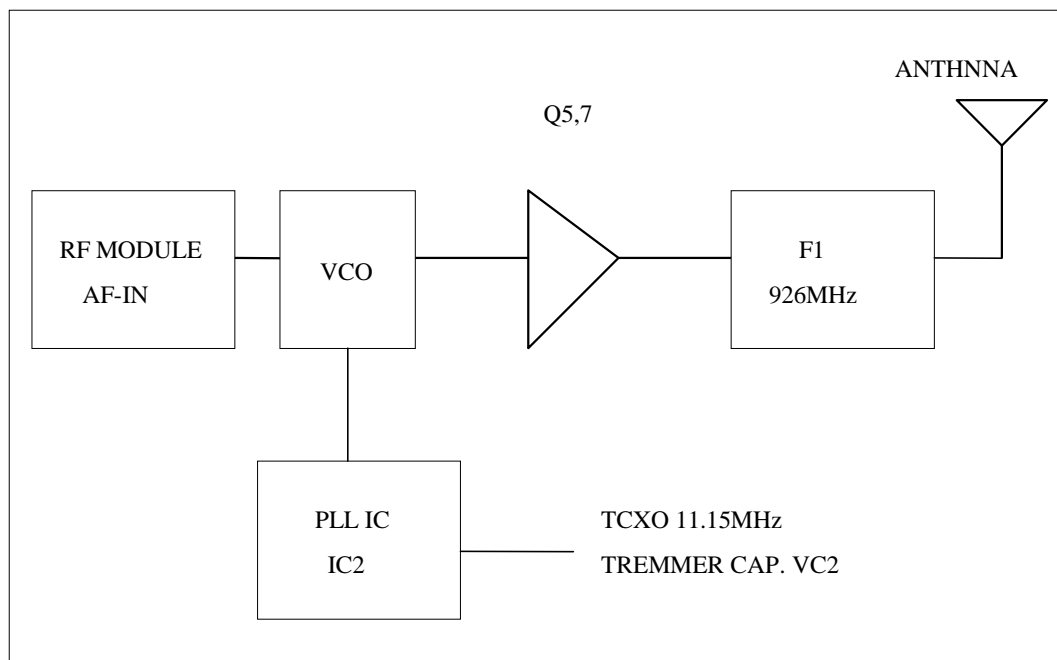 ANTHNNA
Q5,7
RF MODULE
AF-IN
VCO
F1
926MHz
PLL IC
IC2
TCXO 11.15MHz
TREMMER CAP. VC2